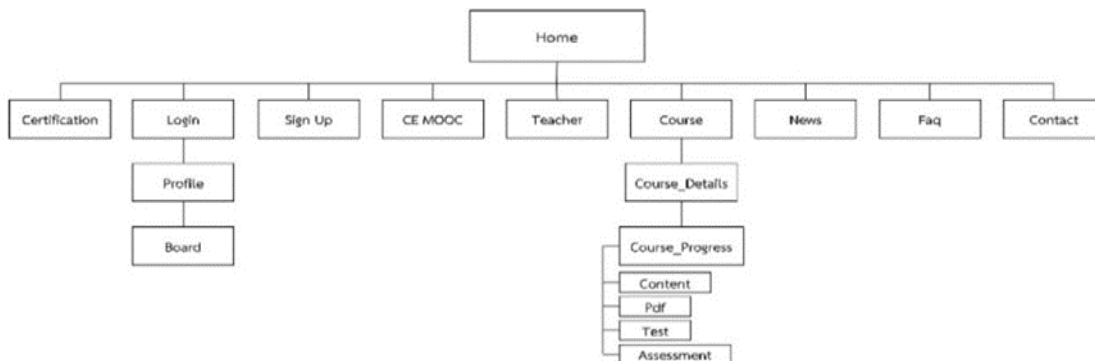 Home
Certification
Login
Sign Up
CE MOOC
Teacher
Course
News
Faq
Contact
Profile
Course_Details
Board
Course_Progress
Content
Pdf
Test
Assessment